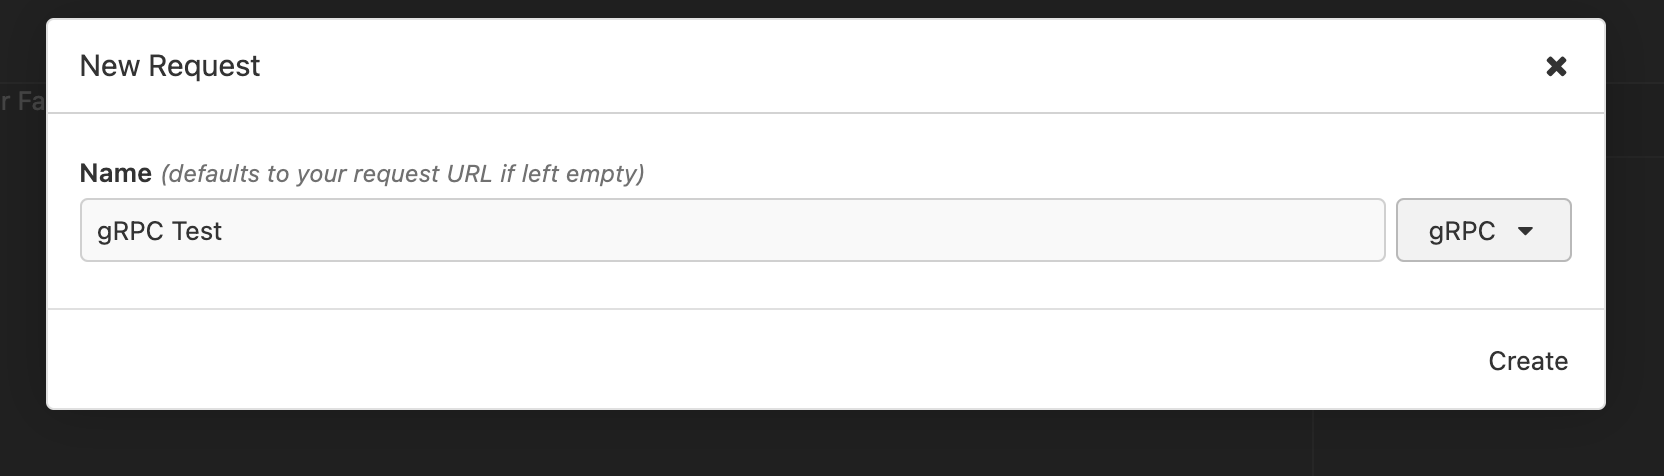 New Request
r Fa
Name (defaults to your request URL if left empty)
gRPC Test
gRPC
Create